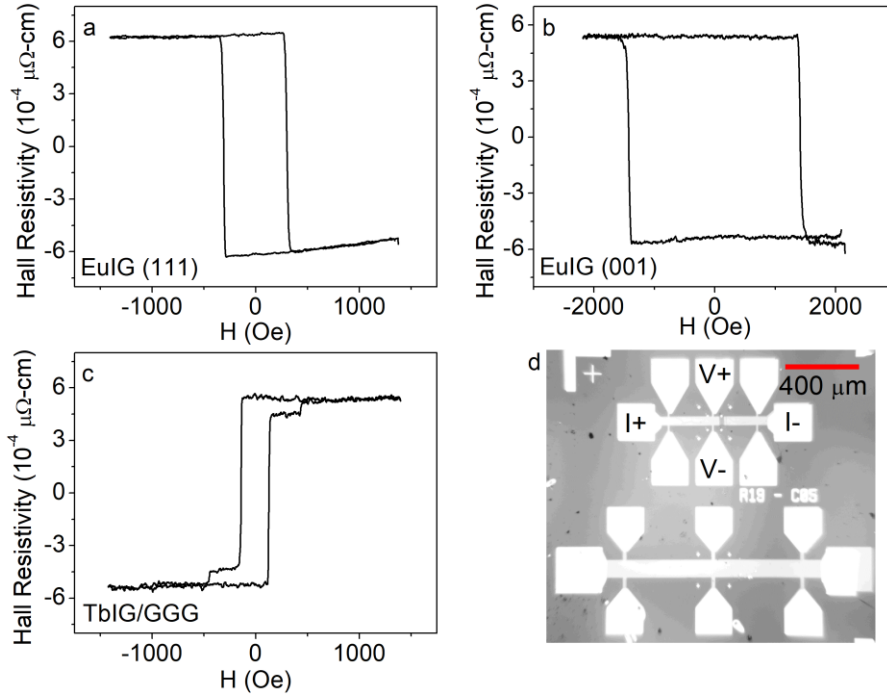 a
Hall Resistivity (10⁻⁴ μΩ-cm)
6
3
0
-3
-6
EuIG (111)
-1000 0 1000
H (Oe)
b
Hall Resistivity (10⁻⁴ μΩ-cm)
6
3
0
-3
-6
EuIG (001)
-2000 0 2000
H (Oe)
c
Hall Resistivity (10⁻⁴ μΩ-cm)
6
3
0
-3
-6
TbIG/GGG
-1000 0 1000
H (Oe)
d
V+
400 μm
I+ I-
V-
R19 - C05